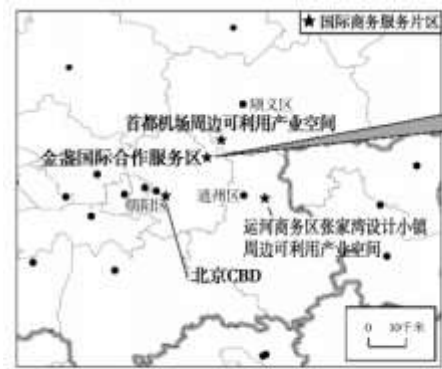 ★国际商务服务片区
顺义区
首都机场周边可利用产业空间
金盏国际合作服务区
朝阳区
通州区
运河商务区张家湾设计小镇
周边可利用产业空间
北京CBD
0 10千米